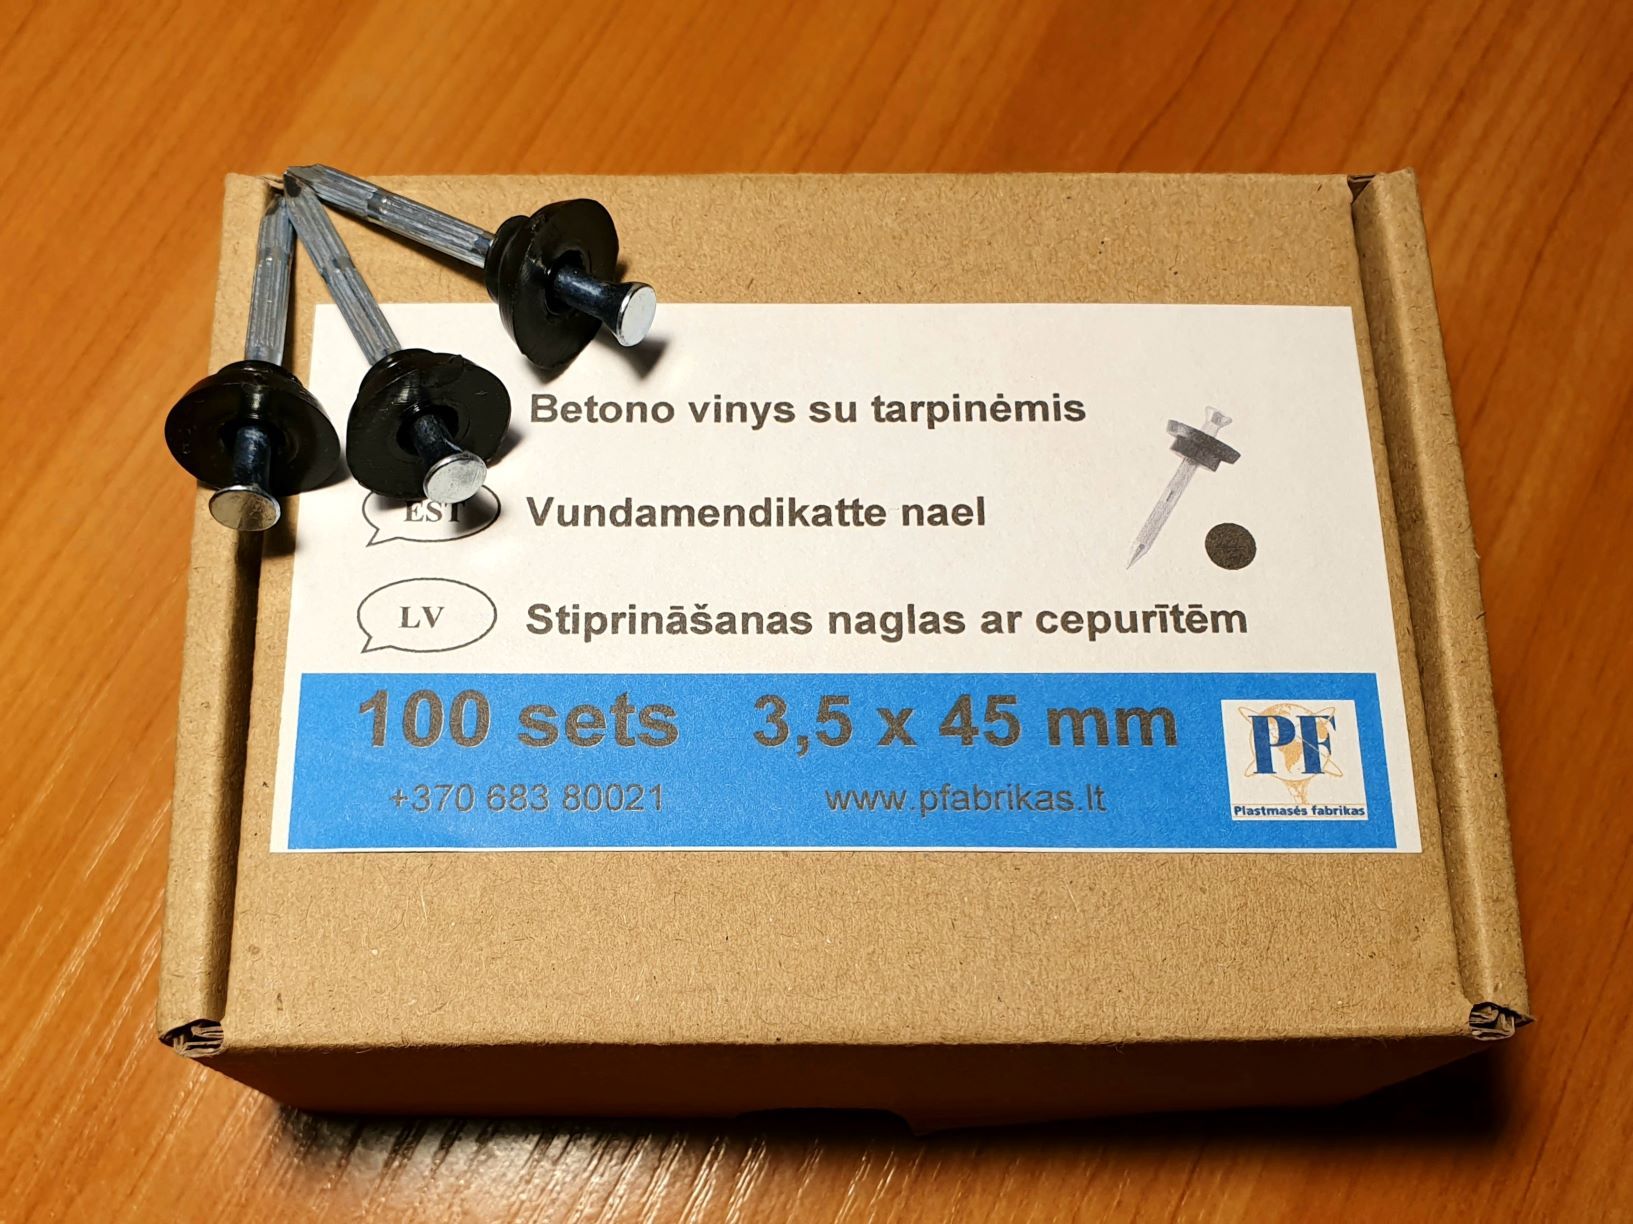 Betono vinys su tarpinėmis
EST Vundamendikatte nael
LV Stiprināšanas naglas ar cepurītēm
100 sets 3,5 x 45 mm
+370 683 80021 www.pfabrikas.lt
PF
Plastmasės fabrikas